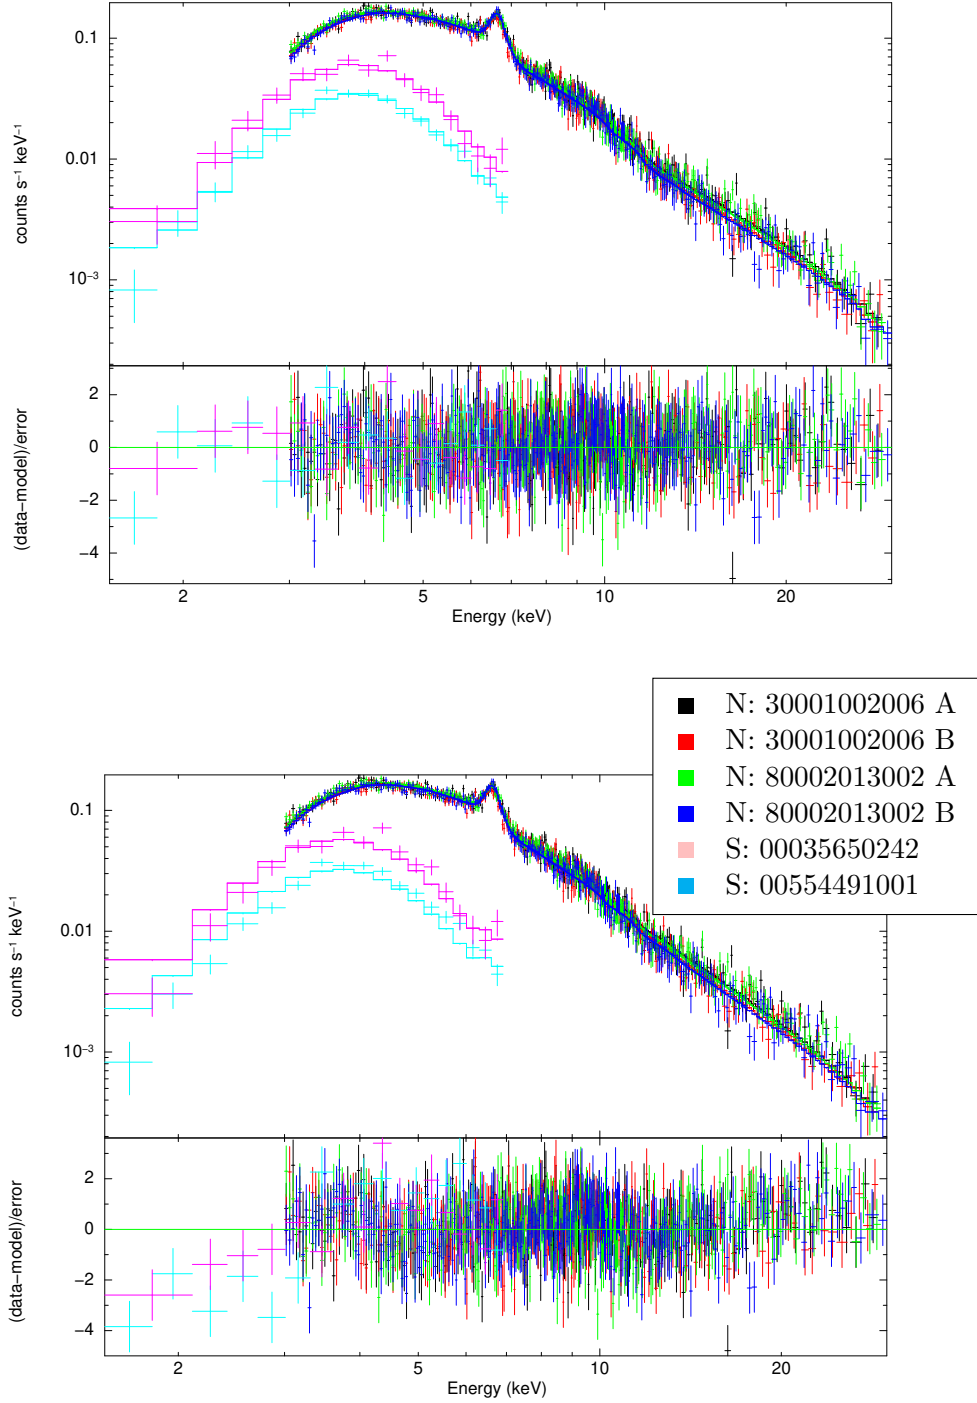 0.1
0.01
10⁻³
counts s⁻¹ keV⁻¹
2
0
−2
−4
(data−model)/error
2 5 10 20
Energy (keV)
N: 30001002006 A
N: 30001002006 B
N: 80002013002 A
N: 80002013002 B
S: 00035650242
S: 00554491001
0.1
0.01
10⁻³
counts s⁻¹ keV⁻¹
2
0
−2
−4
(data−model)/error
2 5 10 20
Energy (keV)